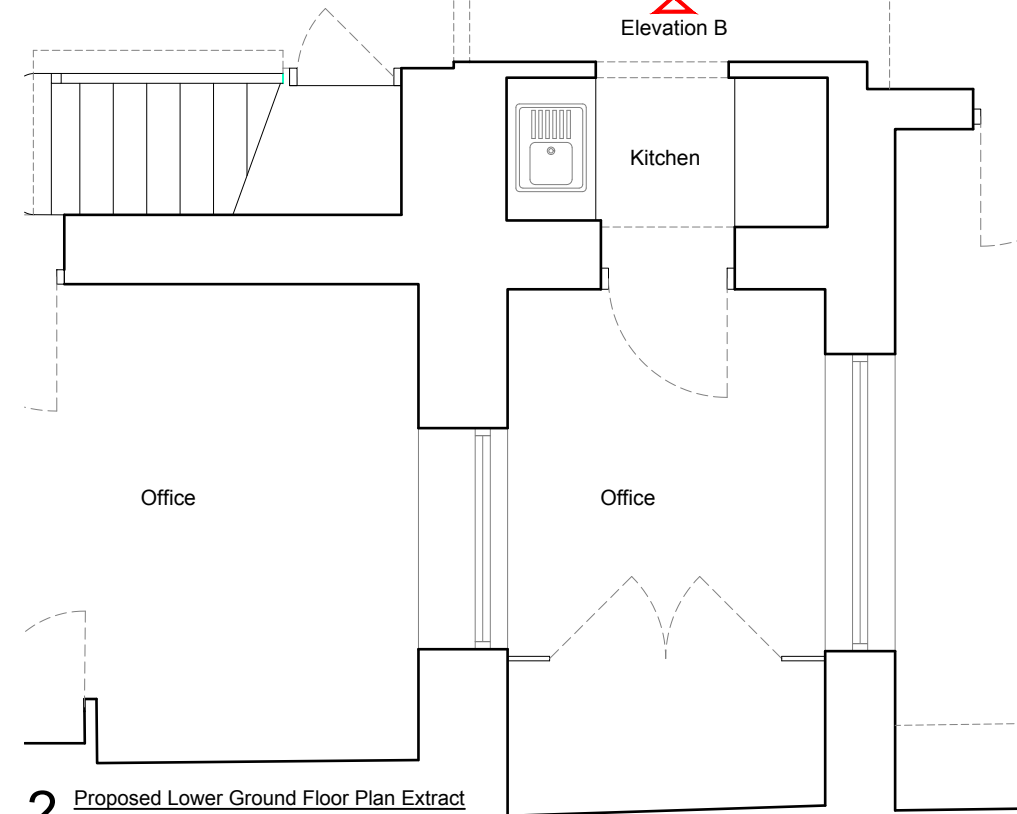 Elevation B
Kitchen
Office
Office
2 Proposed Lower Ground Floor Plan Extract